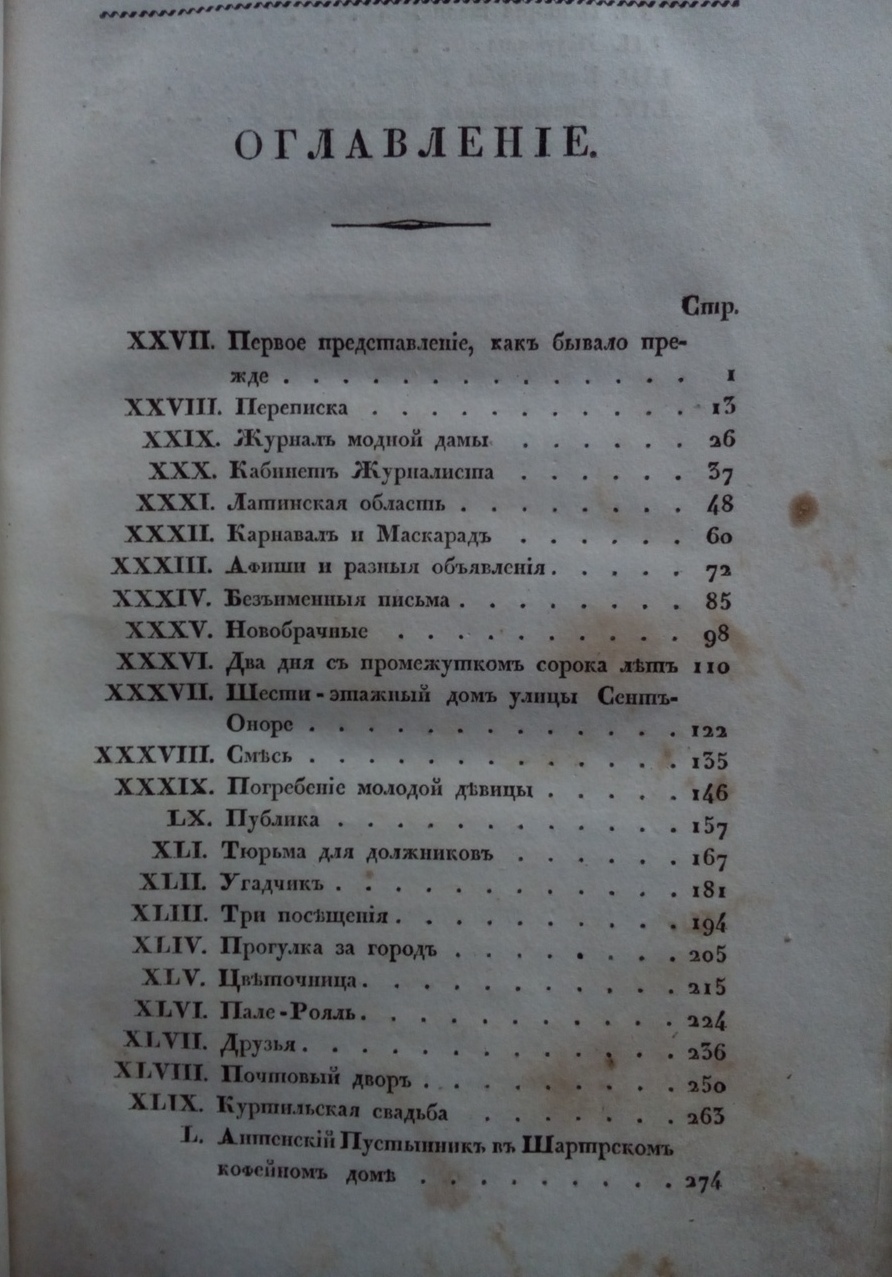 ОГЛАВЛЕНІЕ.
Стр.
XXVII. Первое представленіе, какъ бывало пре-
жде . . . . . . . . . . . . . . 1
XXVIII. Переписка . . . . . . . . . . . . 13
XXIX. Журналъ модной дамы . . . . . . 26
XXX. Кабинетъ Журналиста . . . . . . 37
XXXI. Латинская область . . . . . . . . 48
XXXII. Карнавалъ и Маскарадъ . . . . . . 60
XXXIII. Афиши и разныя объявленія . . . . . 72
XXXIV. Безъименныя письма . . . . . . . . 85
XXXV. Новобрачные . . . . . . . . . . . 98
XXXVI. Два дня съ промежуткомъ сорока лѣтъ 110
XXXVII. Шести-этажный домъ улицы Сентъ-
Оноре . . . . . . . . . . . . . 122
XXXVIII. Смѣсь . . . . . . . . . . . . . 135
XXXIX. Погребеніе молодой дѣвицы . . . . . 146
LX. Публика . . . . . . . . . . . . 157
XLI. Тюрьма для должниковъ . . . . . . 167
XLII. Угадчикъ . . . . . . . . . . . . 181
XLIII. Три посѣщенія . . . . . . . . . . 194
XLIV. Прогулка за городъ . . . . . . . . 205
XLV. Цвѣточница . . . . . . . . . . . 215
XLVI. Пале-Рояль . . . . . . . . . . . 224
XLVII. Друзья . . . . . . . . . . . . . 236
XLVIII. Почтовый дворъ . . . . . . . . . 250
XLIX. Куртильская свадьба . . . . . . . 263
L. Антенскій Пустынникъ въ Шартрскомъ
кофейномъ домѣ . . . . . . . . . 274